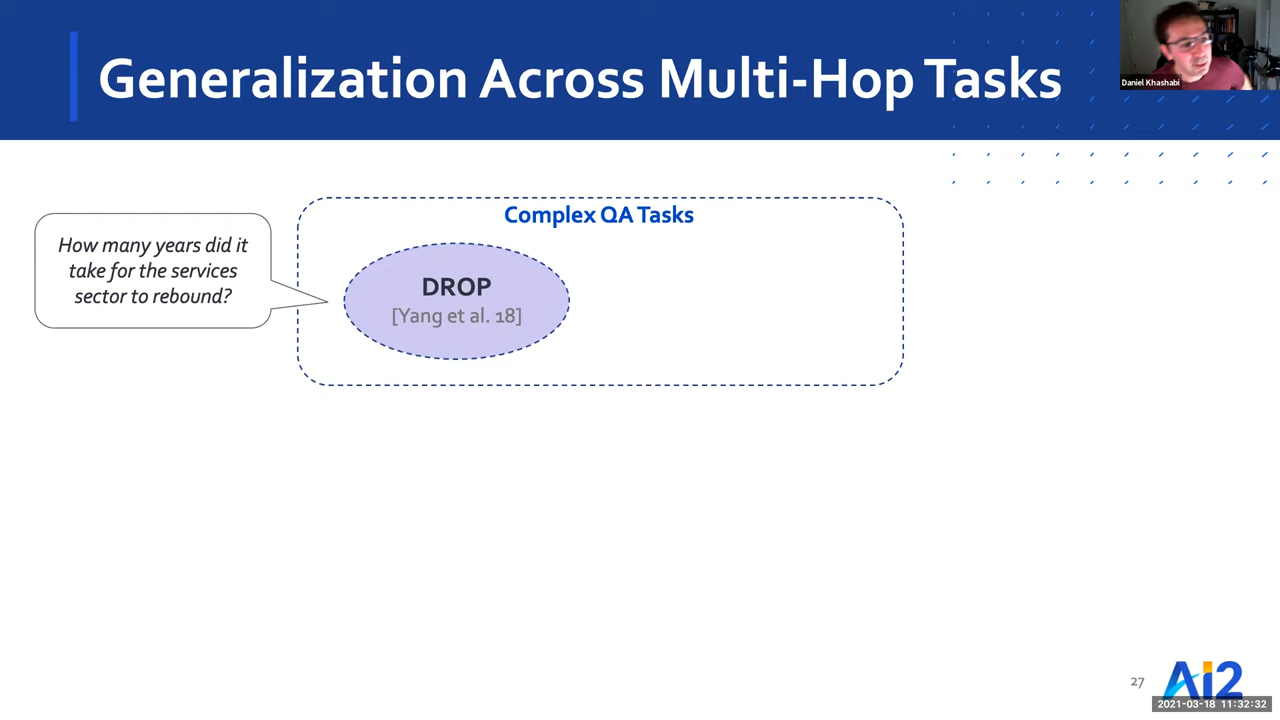 Generalization Across Multi-Hop Tasks
Daniel Khashabi
Complex QA Tasks
How many years did it
take for the services
sector to rebound?
DROP
[Yang et al. 18]
27
Ai2
2021-03-18 11:32:32